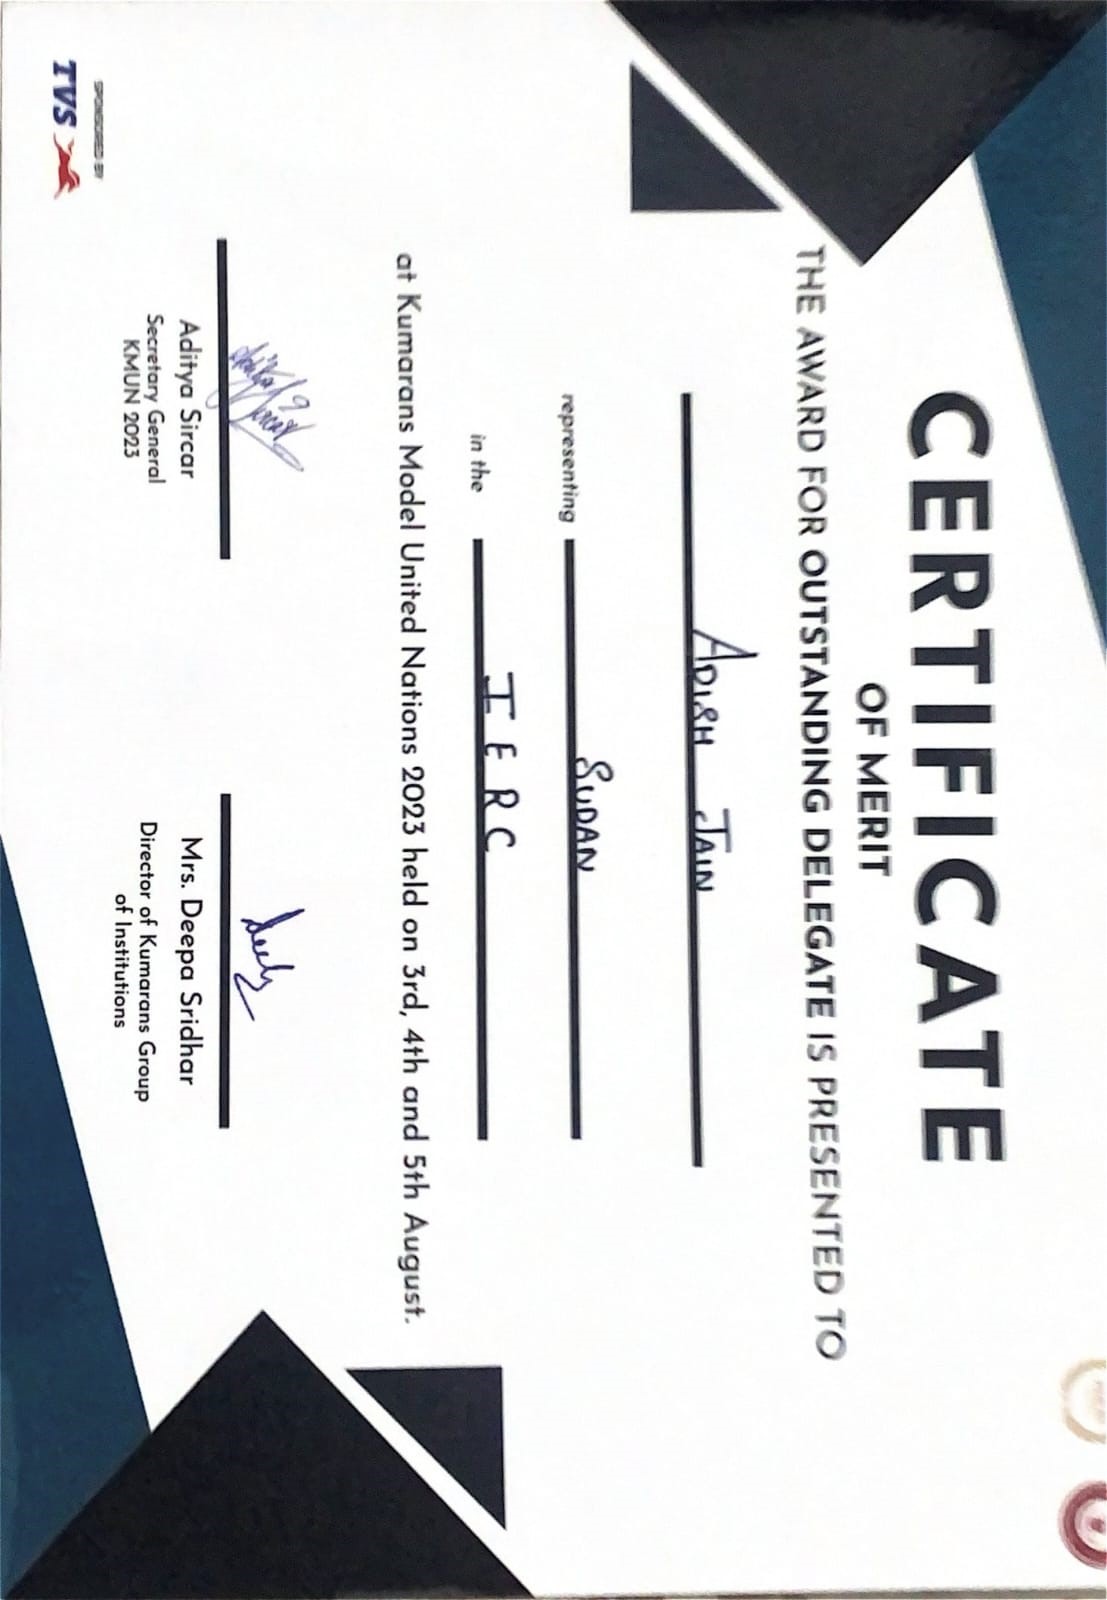 CERTIFICATE
OF MERIT
THE AWARD FOR OUTSTANDING DELEGATE IS PRESENTED TO
ADISH JAIN
representing SUDAN
in the IERC
at Kumarans Model United Nations 2023 held on 3rd, 4th and 5th August.
Aditya Sircar
Secretary General
KMUN 2023
Mrs. Deepa Sridhar
Director of Kumarans Group
of Institutions
SPONSORED BY
TVS